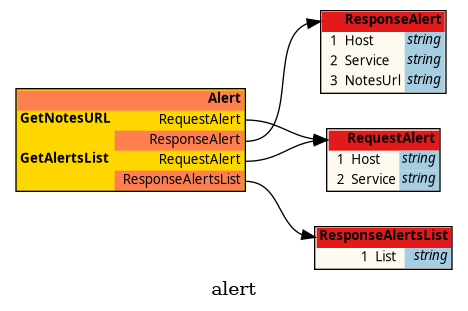 Alert
GetNotesURL RequestAlert
ResponseAlert
GetAlertsList RequestAlert
ResponseAlertsList
ResponseAlert
1 Host string
2 Service string
3 NotesUrl string
RequestAlert
1 Host string
2 Service string
ResponseAlertsList
1 List string
alert